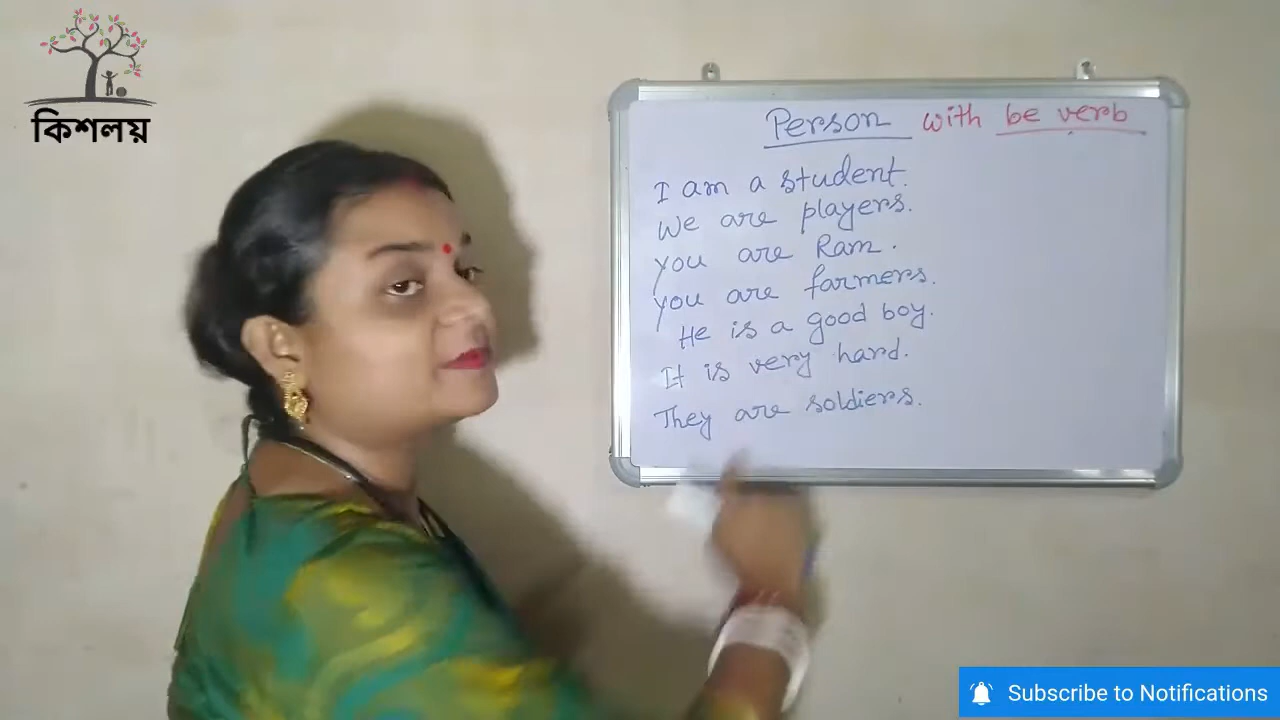 কিশলয়
Person with be verb
I am a student.
We are players.
you are Ram.
you are farmers.
He is a good boy.
It is very hard.
They are soldiers.
Subscribe to Notifications